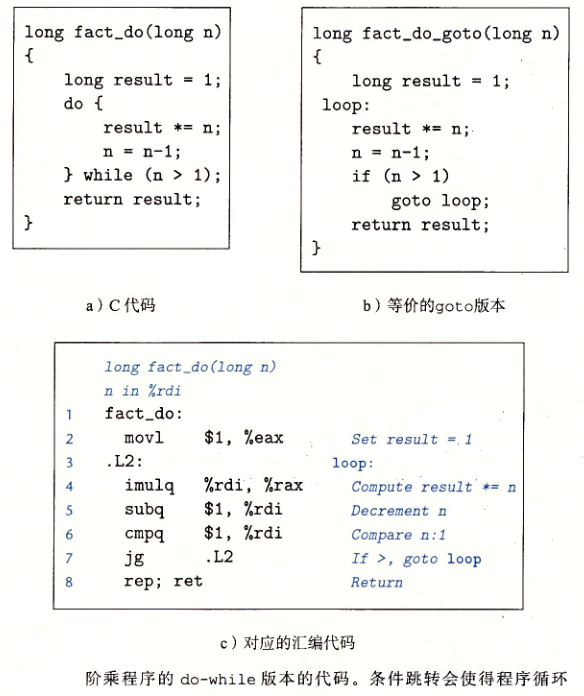 long fact_do(long n)
{
    long result = 1;
    do {
        result *= n;
        n = n-1;
    } while (n > 1);
    return result;
}
a）C 代码
long fact_do_goto(long n)
{
    long result = 1;
loop:
    result *= n;
    n = n-1;
    if (n > 1)
        goto loop;
    return result;
}
b）等价的goto版本
long fact_do(long n)
n in %rdi
1 fact_do:
2 movl $1, %eax Set result = 1
3 .L2: loop:
4 imulq %rdi, %rax Compute result *= n
5 subq $1, %rdi Decrement n
6 cmpq $1, %rdi Compare n:1
7 jg .L2 If >, goto loop
8 rep; ret Return
c）对应的汇编代码
阶乘程序的 do-while 版本的代码。条件跳转会使得程序循环